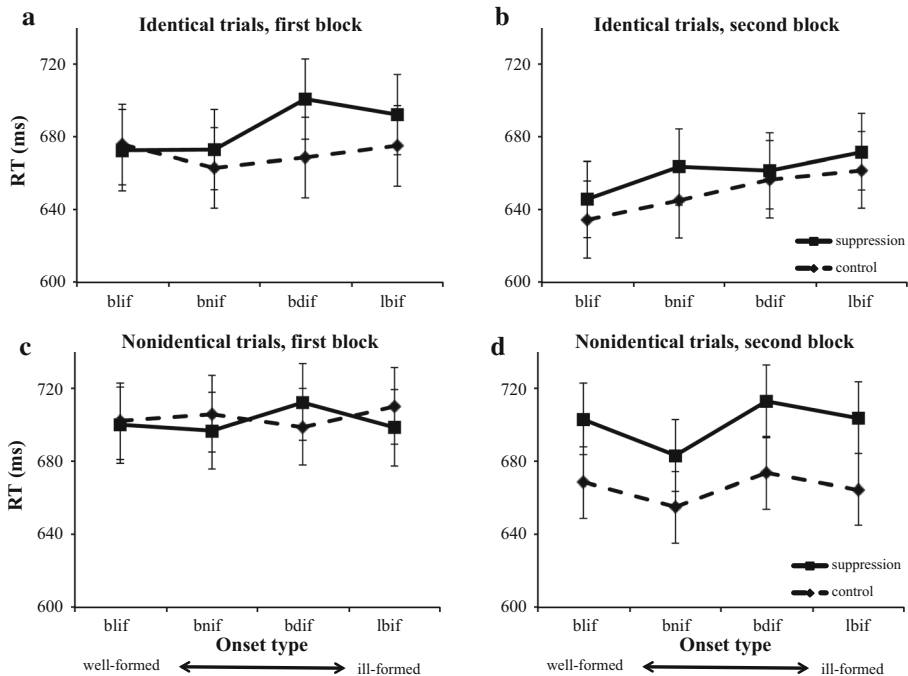 a
Identical trials, first block
RT (ms)
720
680
640
600
blif bnif bdif lbif
b
Identical trials, second block
720
680
640
600
suppression
control
blif bnif bdif lbif
c
Nonidentical trials, first block
RT (ms)
720
680
640
600
blif bnif bdif lbif
Onset type
well-formed ill-formed
d
Nonidentical trials, second block
720
680
640
600
suppression
control
blif bnif bdif lbif
Onset type
well-formed ill-formed